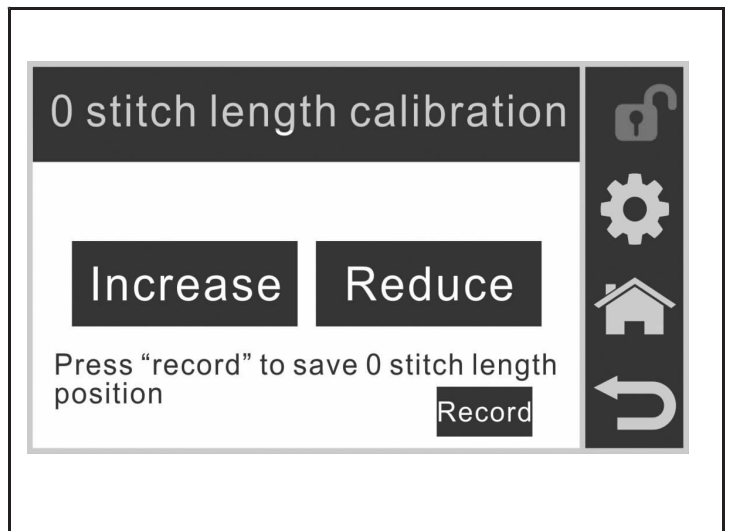 0 stitch length calibration
Increase
Reduce
Press “record” to save 0 stitch length
position
Record